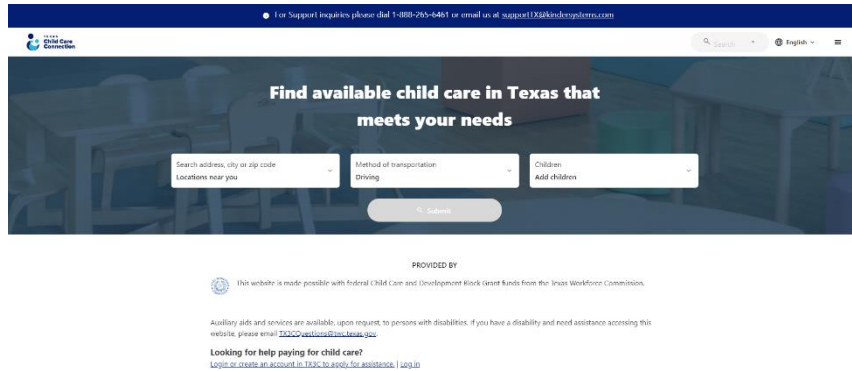 For Support inquiries please dial 1-888-265-6461 or email us at supportTX@kindersystems.com
TEXAS
Child Care
Connection
Search
English
Find available child care in Texas that
meets your needs
Search address, city or zip code
Locations near you
Method of transportation
Driving
Children
Add children
Submit
PROVIDED BY
This website is made possible with federal Child Care and Development Block Grant funds from the Texas Workforce Commission.
Auxiliary aids and services are available, upon request, to persons with disabilities. If you have a disability and need assistance accessing this
website, please email TX3CQuestions@twc.texas.gov.
Looking for help paying for child care?
Login or create an account in TX3C to apply for assistance. | Log in